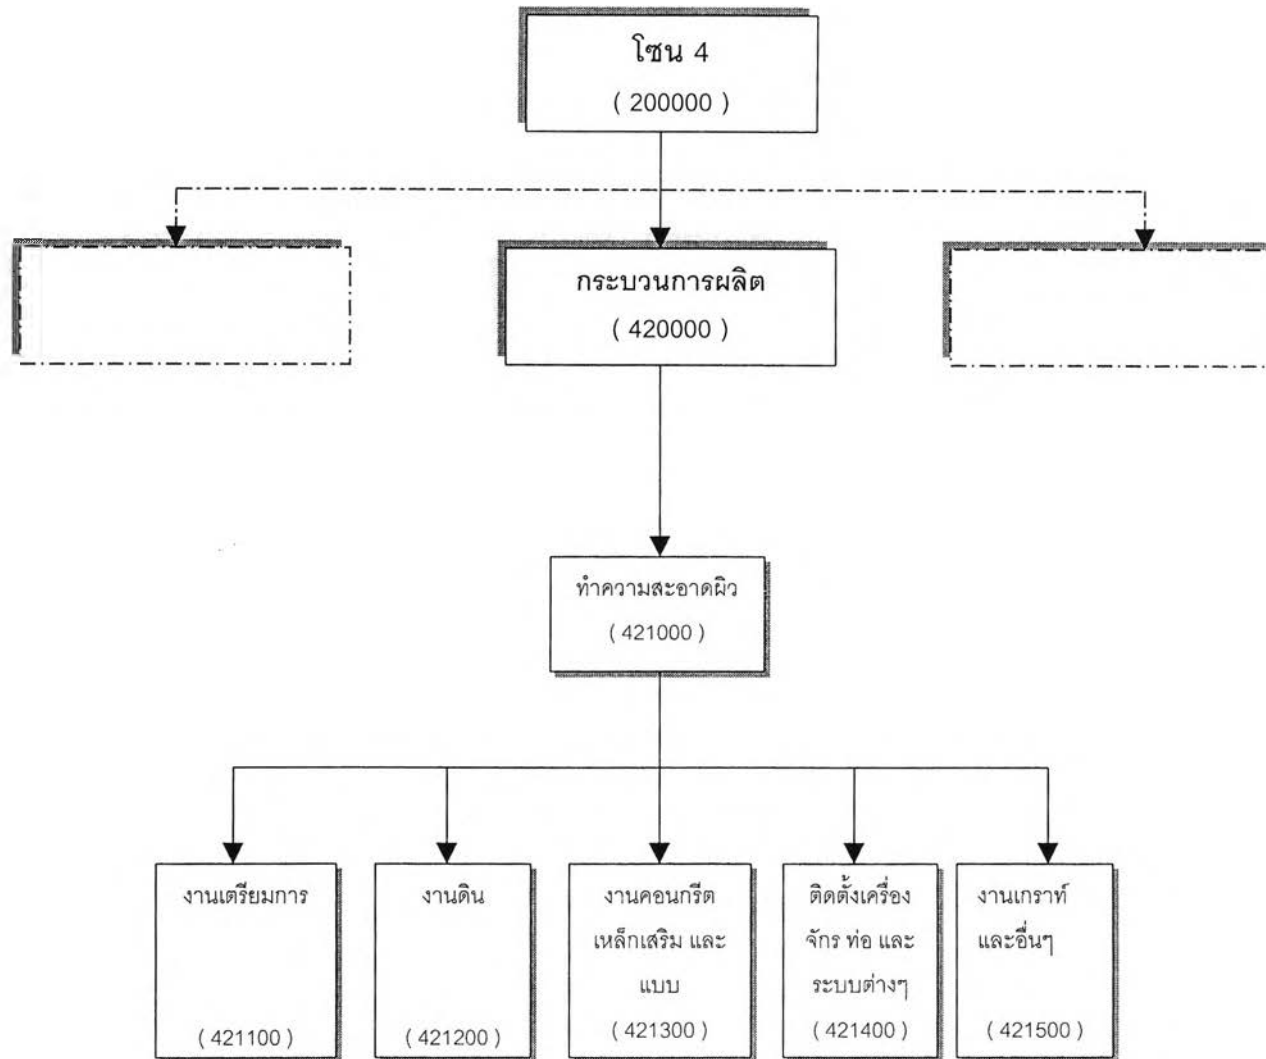 โซน 4
( 200000 )
กระบวนการผลิต
( 420000 )
ทำความสะอาดผิว
( 421000 )
งานเตรียมการ
( 421100 )
งานดิน
( 421200 )
งานคอนกรีต
เหล็กเสริม และ
แบบ
( 421300 )
ติดตั้งเครื่อง
จักร ท่อ และ
ระบบต่างๆ
( 421400 )
งานเกราท์
และอื่นๆ
( 421500 )